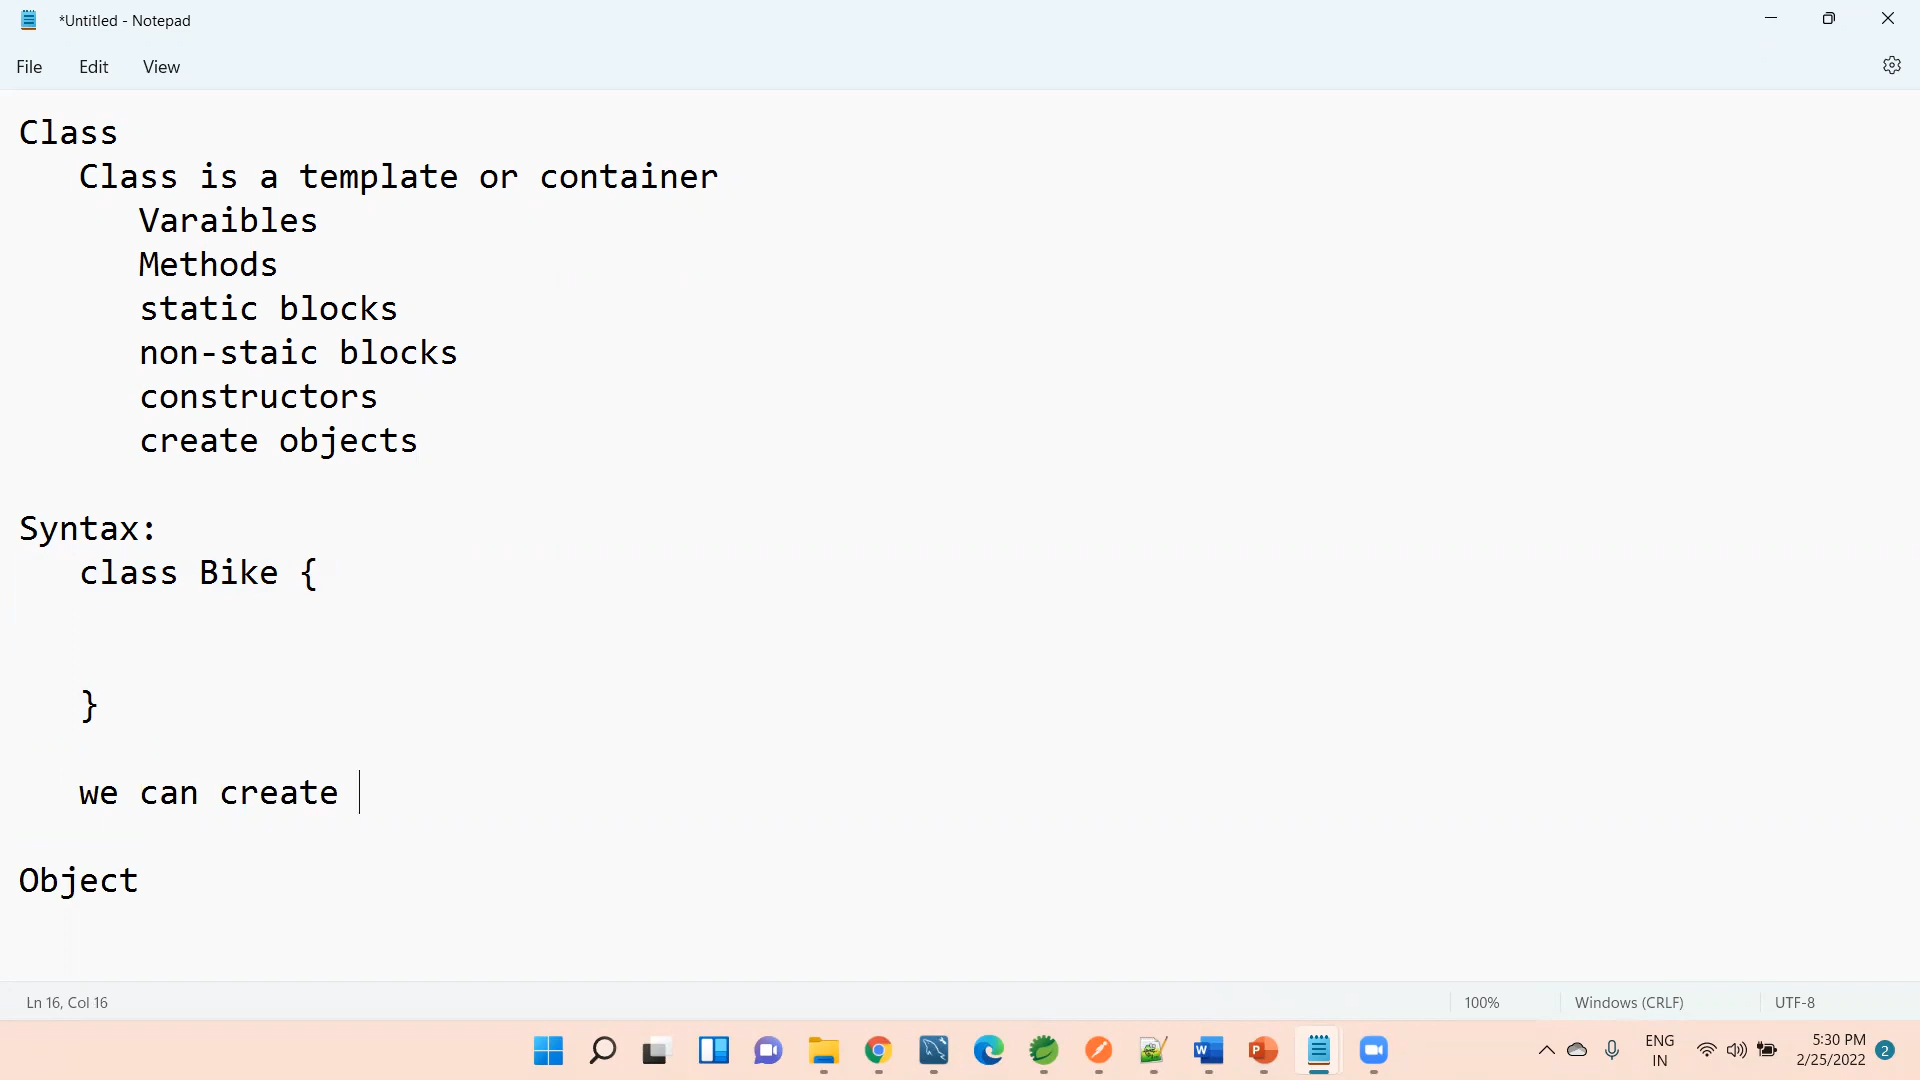 *Untitled - Notepad
File Edit View
Class
Class is a template or container
Varaibles
Methods
static blocks
non-staic blocks
constructors
create objects
Syntax:
class Bike {
}
we can create
Object
Ln 16, Col 16 100% Windows (CRLF) UTF-8
ENG 5:30 PM
IN 2/25/2022 2